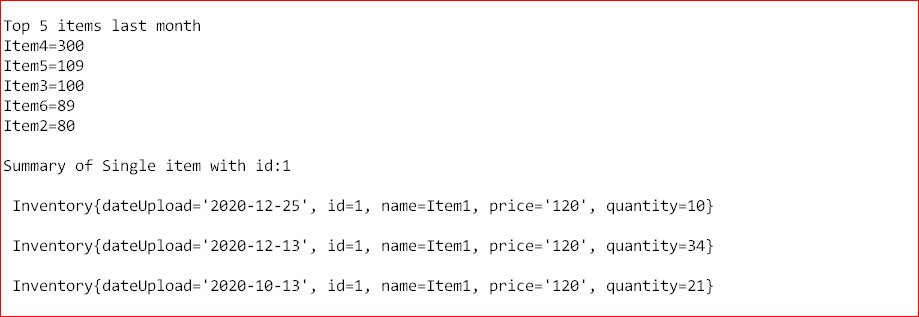 Top 5 items last month
Item4=300
Item5=109
Item3=100
Item6=89
Item2=80
Summary of Single item with id:1
Inventory{dateUpload='2020-12-25', id=1, name=Item1, price='120', quantity=10}
Inventory{dateUpload='2020-12-13', id=1, name=Item1, price='120', quantity=34}
Inventory{dateUpload='2020-10-13', id=1, name=Item1, price='120', quantity=21}